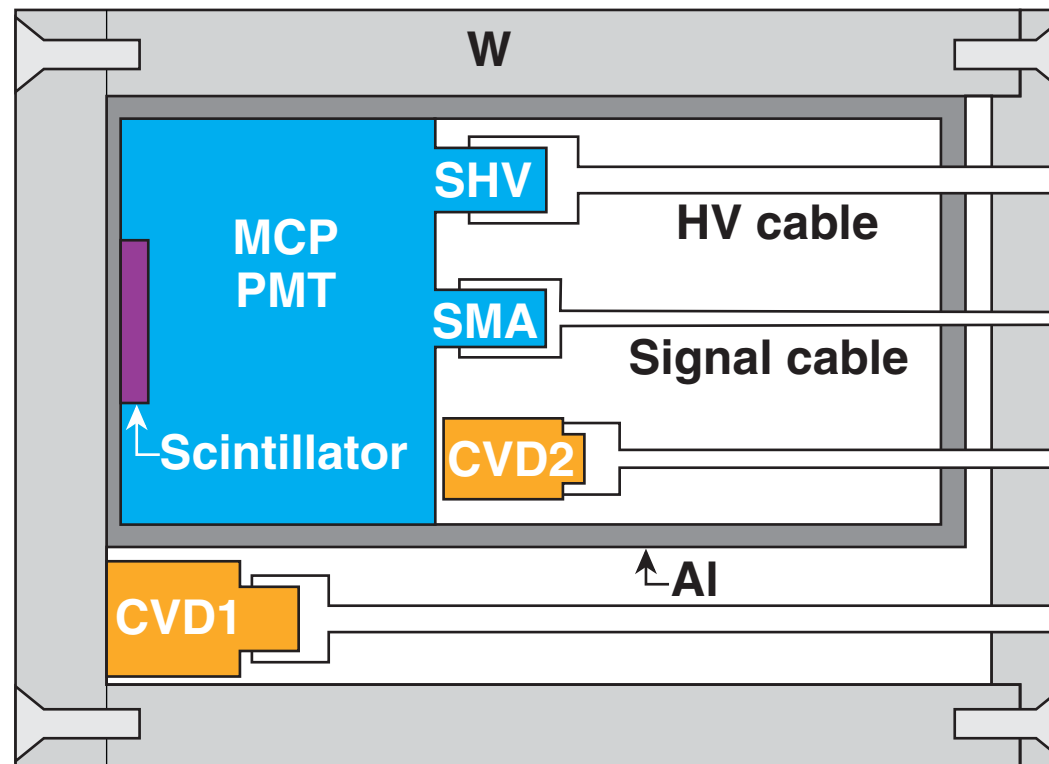 W
SHV
HV cable
MCP
PMT
SMA
Signal cable
Scintillator
CVD2
Al
CVD1